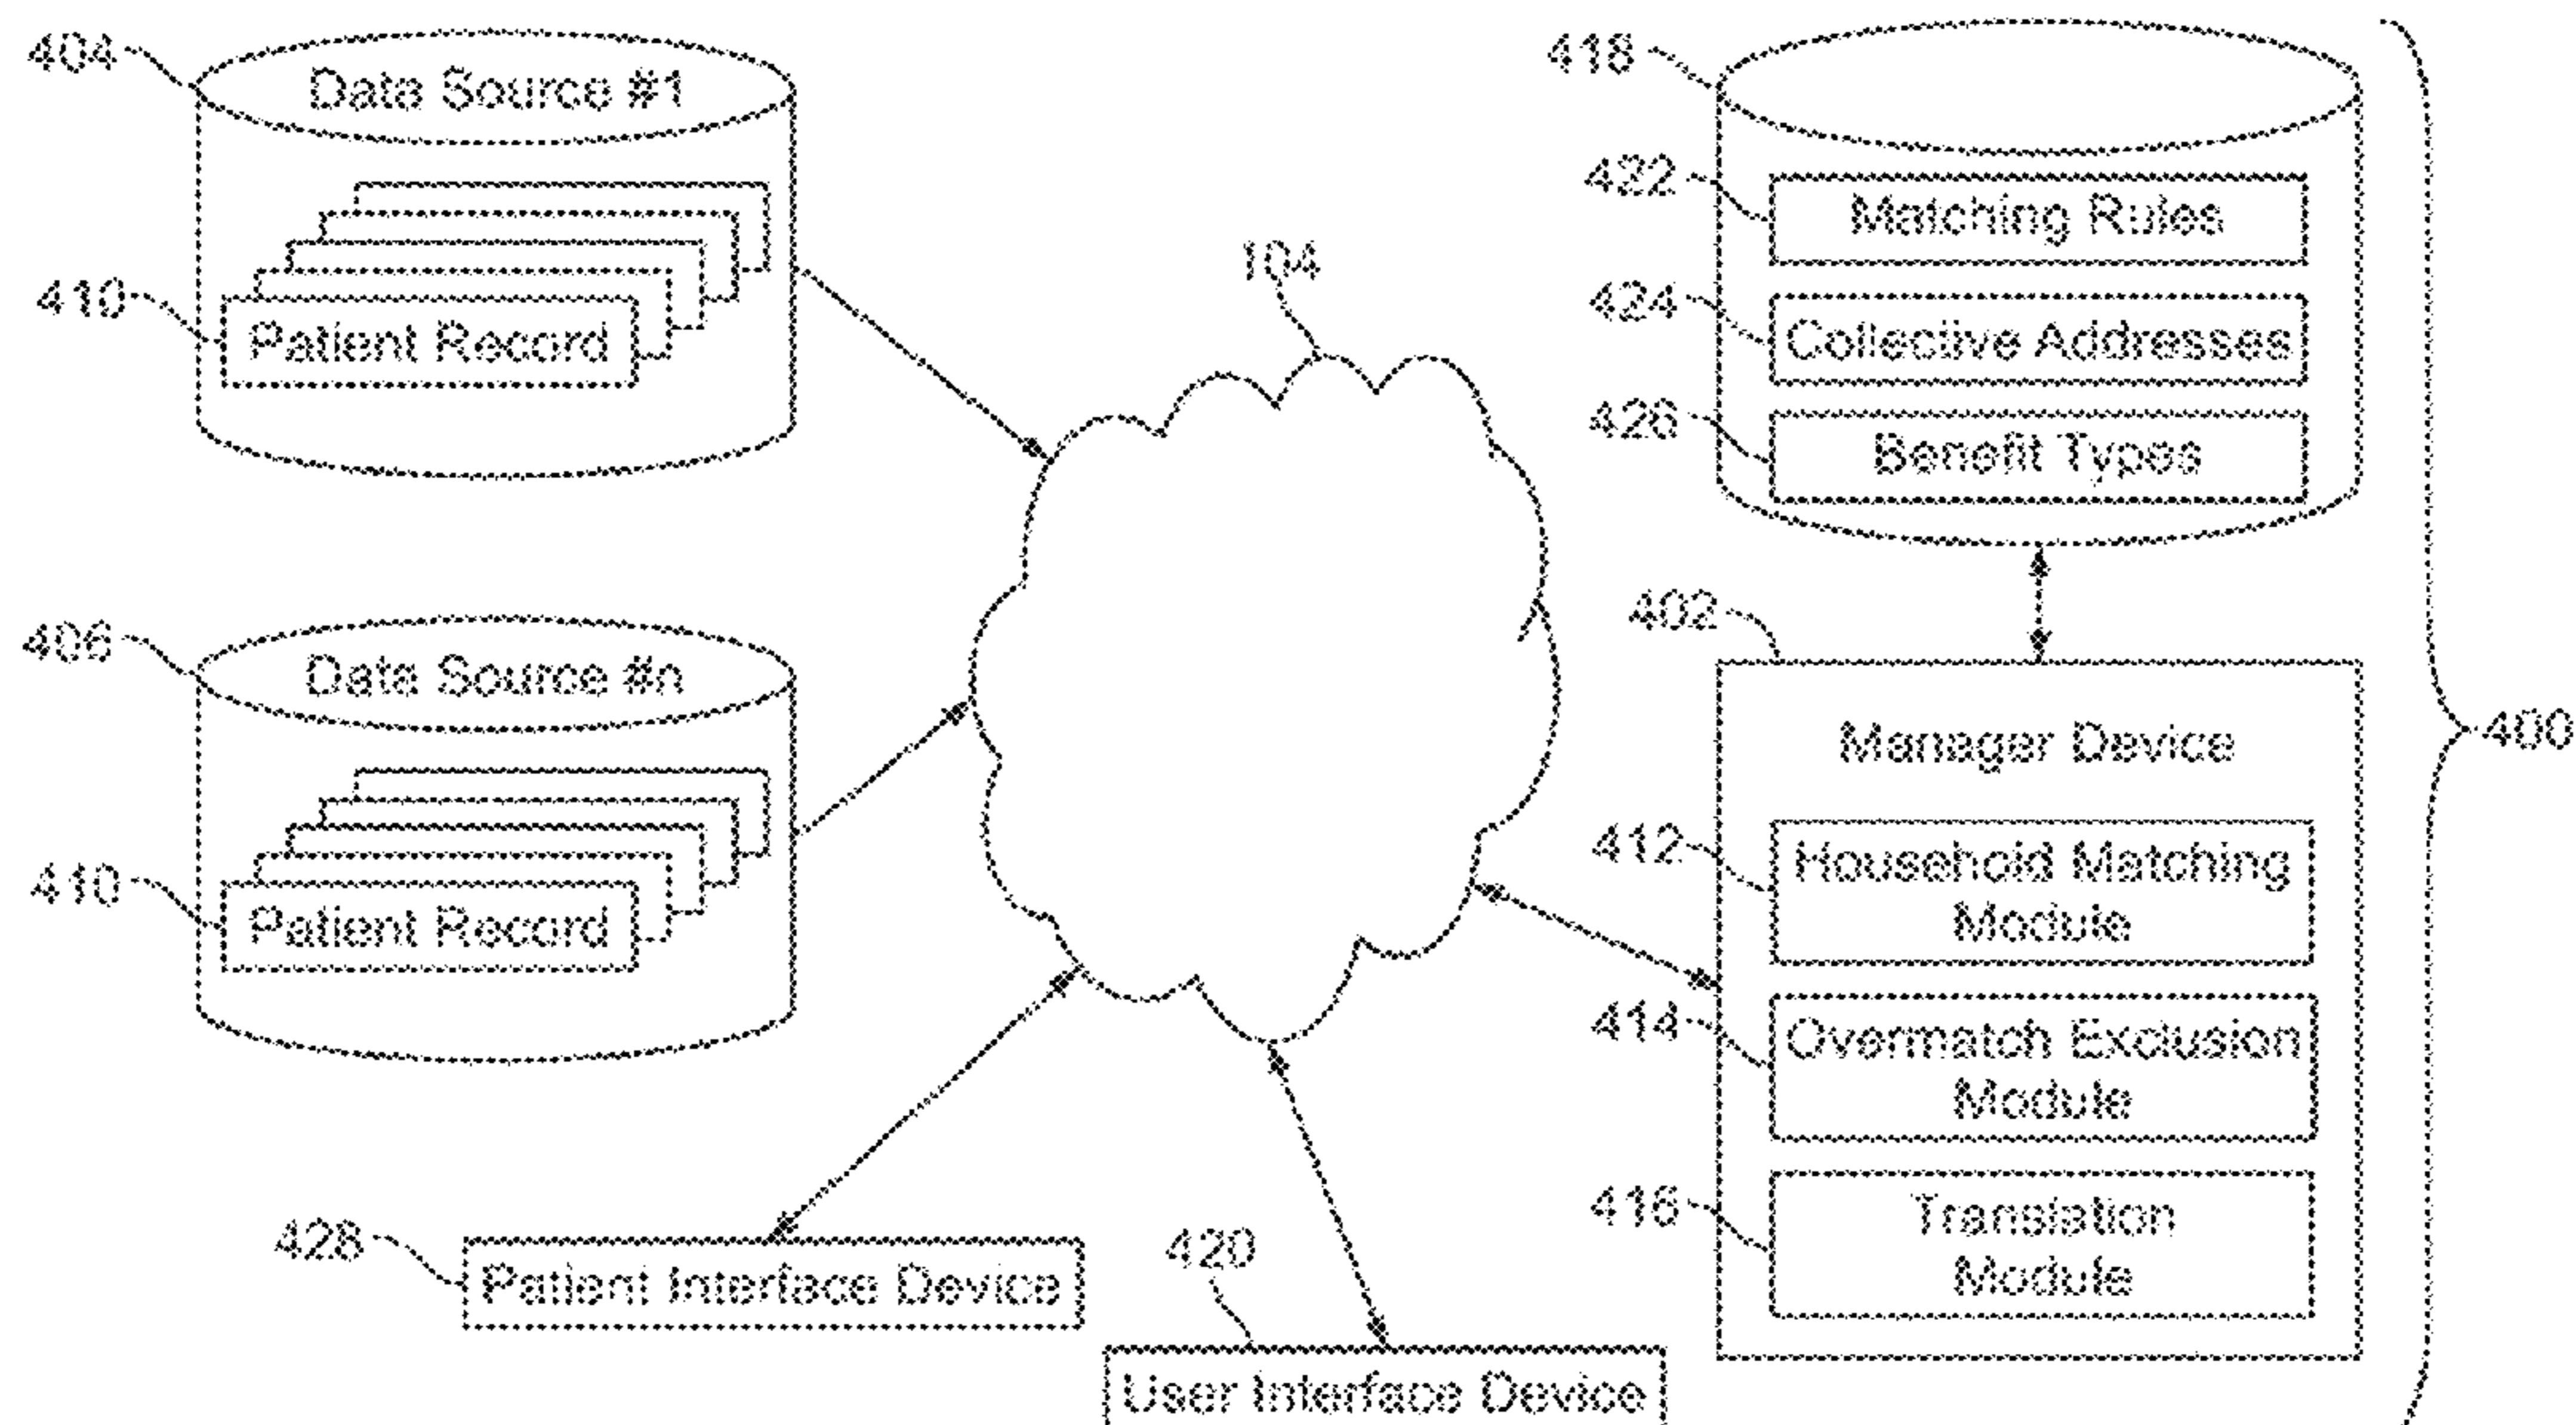 404
Data Source #1
410
Patient Record
406
Data Source #n
410
Patient Record
104
418
422
Matching Rules
424
Collective Addresses
426
Benefit Types
402
Manager Device
412
Household Matching
Module
414
Overmatch Exclusion
Module
416
Translation
Module
400
428
Patient Interface Device
420
User Interface Device